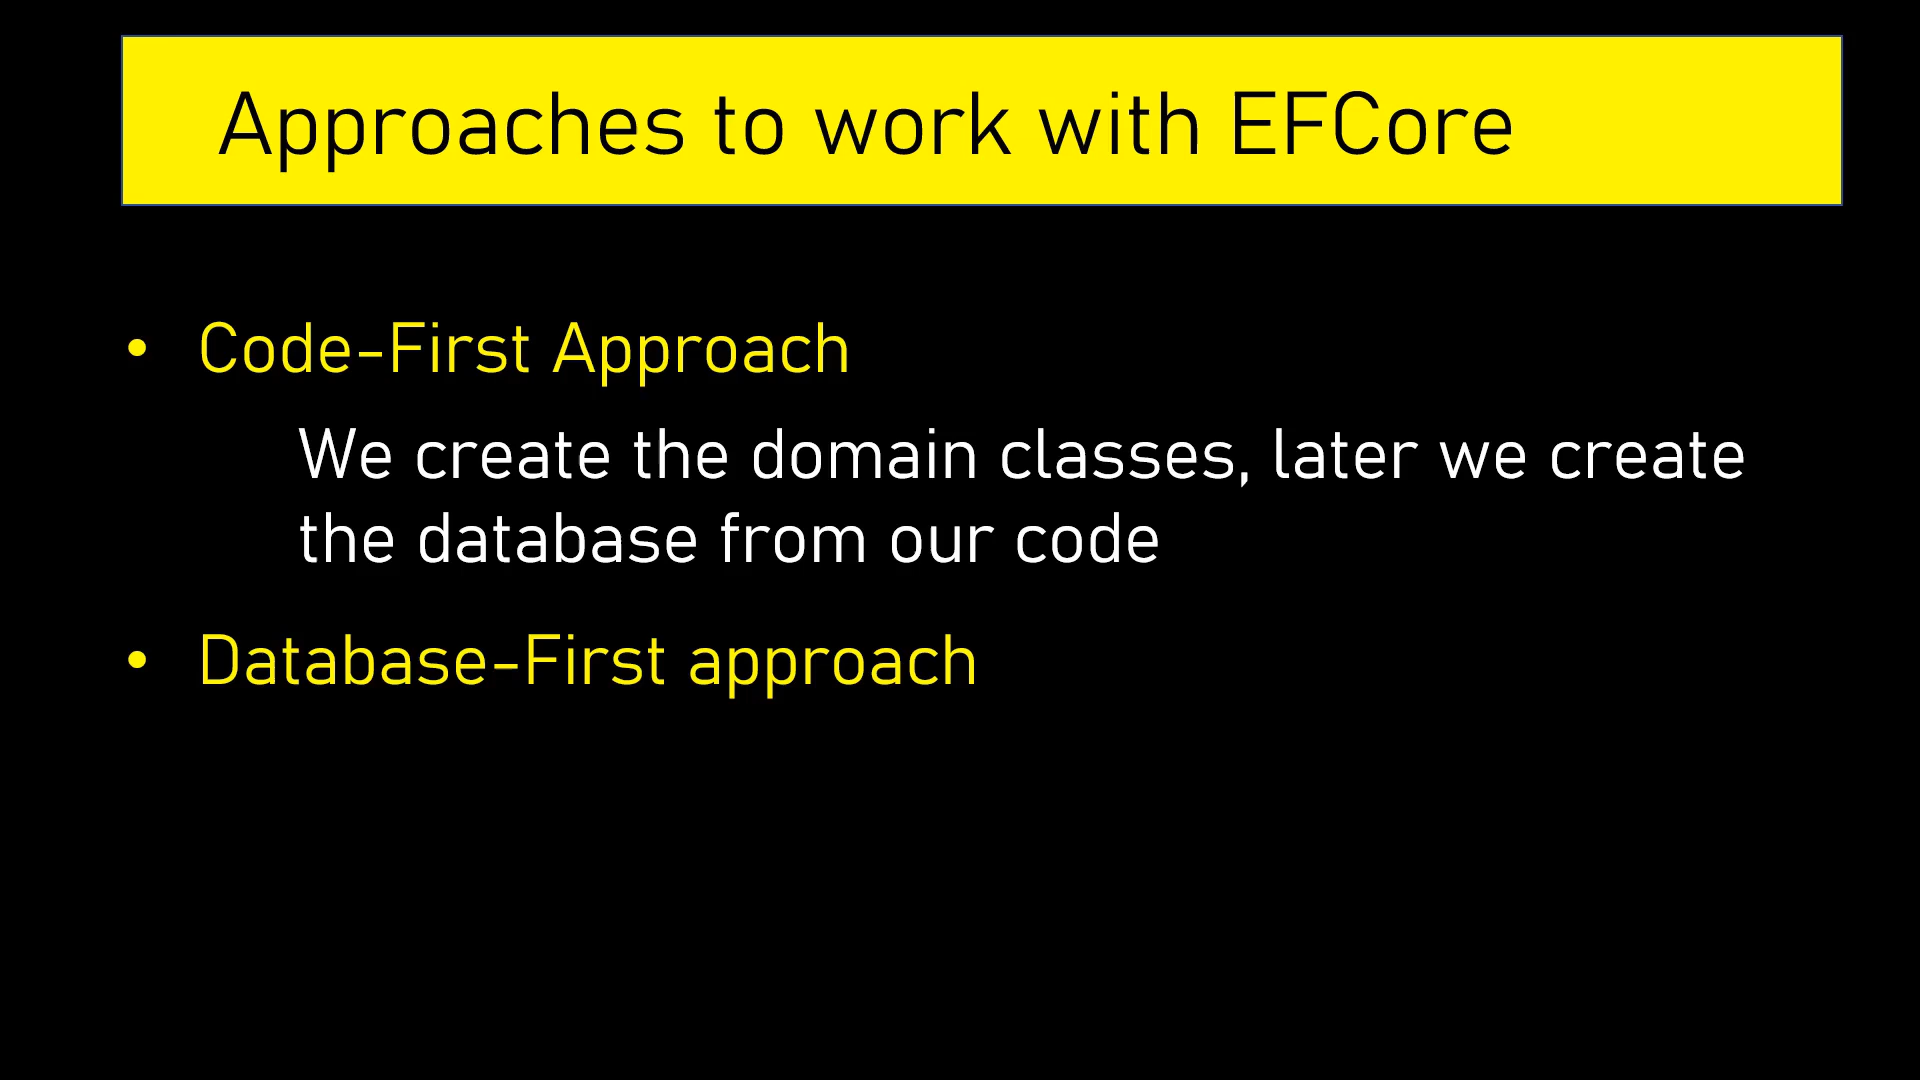 Approaches to work with EFCore
• Code-First Approach
We create the domain classes, later we create
the database from our code
• Database-First approach